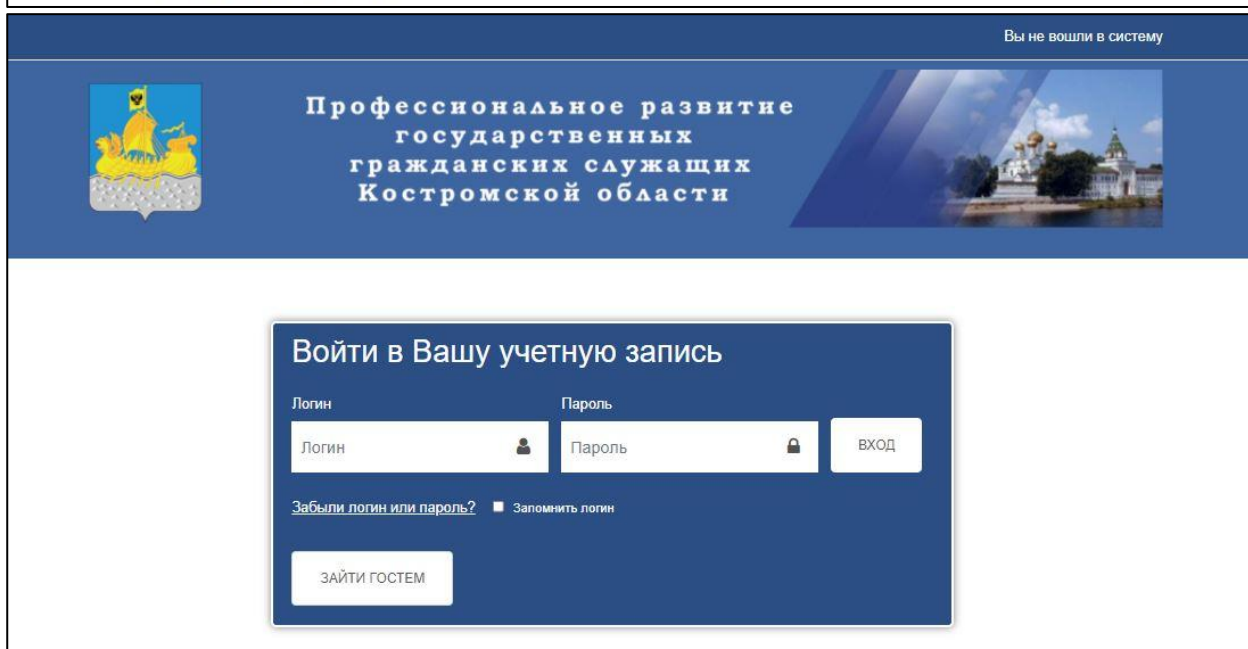 Вы не вошли в систему
Профессиональное развитие
государственных
гражданских служащих
Костромской области
Войти в Вашу учетную запись
Логин Пароль
Логин Пароль ВХОД
Забыли логин или пароль? Запомнить логин
ЗАЙТИ ГОСТЕМ